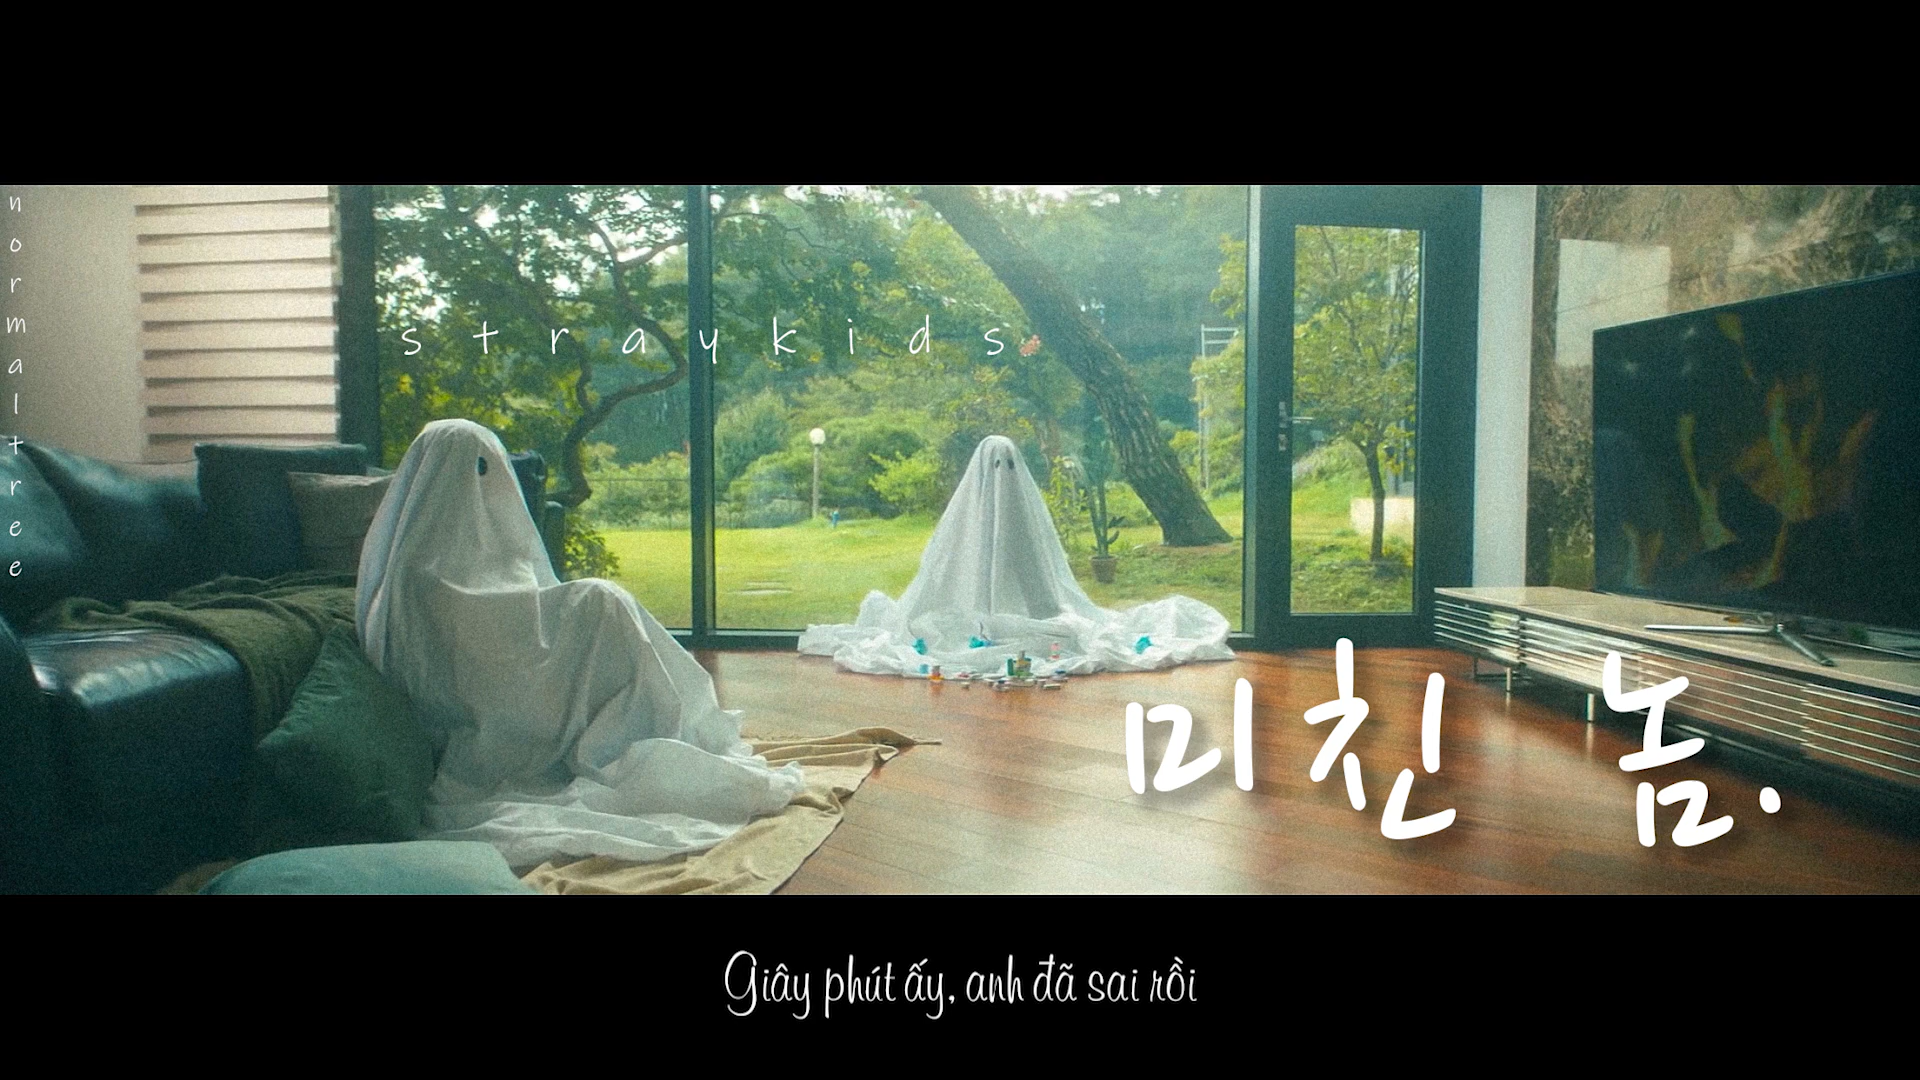 normaltree
straykids
미친 놈.
Giây phút ấy, anh đã sai rồi